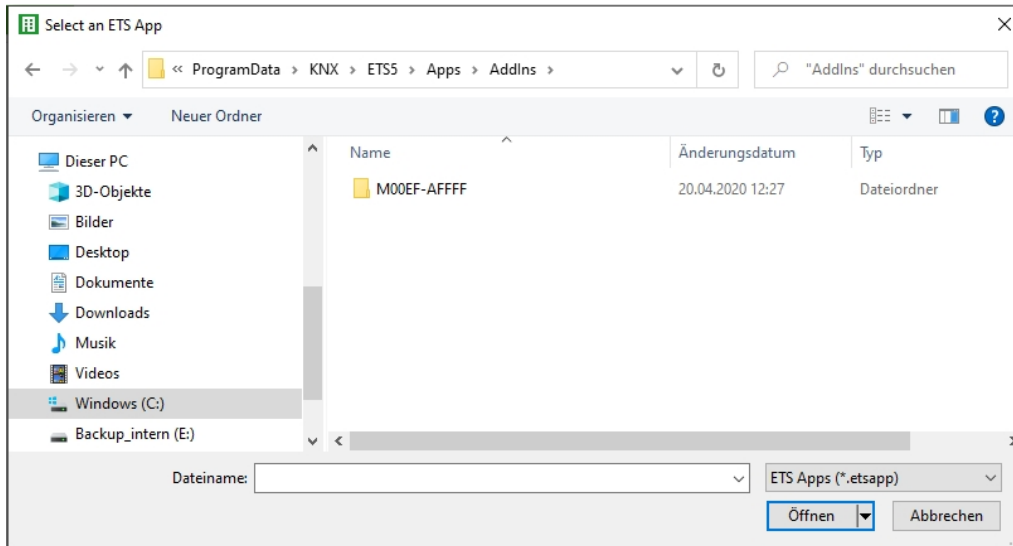 Select an ETS App
« ProgramData > KNX > ETS5 > Apps > AddIns >
"AddIns" durchsuchen
Organisieren
Neuer Ordner
Name
Änderungsdatum
Typ
Dieser PC
3D-Objekte
Bilder
Desktop
Dokumente
Downloads
Musik
Videos
Windows (C:)
Backup_intern (E:)
M00EF-AFFFF
20.04.2020 12:27
Dateiordner
Dateiname:
ETS Apps (*.etsapp)
Öffnen
Abbrechen